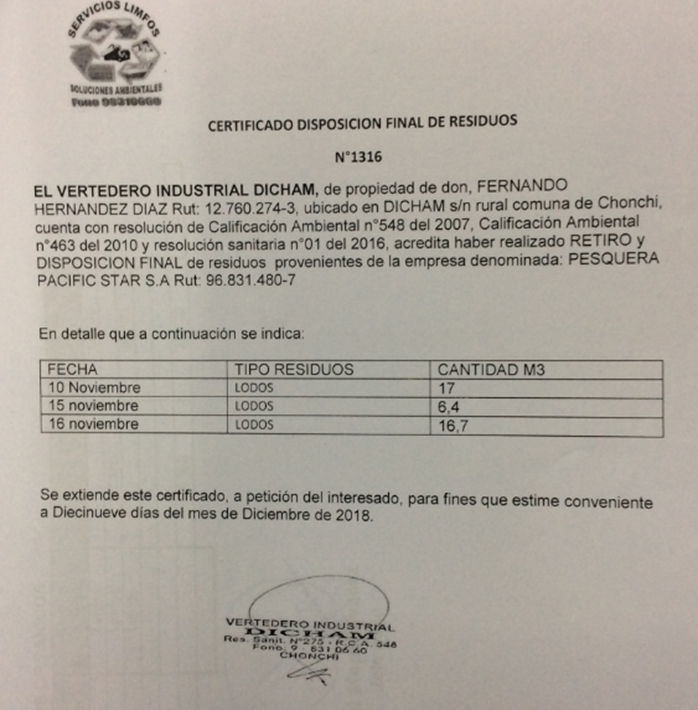 SERVICIOS LIMFOS
SOLUCIONES AMBIENTALES
Fono
CERTIFICADO DISPOSICION FINAL DE RESIDUOS
N°1316
EL VERTEDERO INDUSTRIAL DICHAM, de propiedad de don, FERNANDO
HERNANDEZ DIAZ Rut: 12.760.274-3, ubicado en DICHAM s/n rural comuna de Chonchi,
cuenta con resolución de Calificación Ambiental n°548 del 2007, Calificación Ambiental
n°463 del 2010 y resolución sanitaria n°01 del 2016, acredita haber realizado RETIRO y
DISPOSICION FINAL de residuos provenientes de la empresa denominada: PESQUERA
PACIFIC STAR S.A Rut: 96.831.480-7
En detalle que a continuación se indica:
FECHA TIPO RESIDUOS CANTIDAD M3
10 Noviembre LODOS 17
15 noviembre LODOS 6,4
16 noviembre LODOS 16,7
Se extiende este certificado, a petición del interesado, para fines que estime conveniente
a Diecinueve días del mes de Diciembre de 2018.
VERTEDERO INDUSTRIAL
DICHAM
Res. Sanit. N°275 - R.C.A. 548
Fono: 9 - 831 06 60
CHONCHI